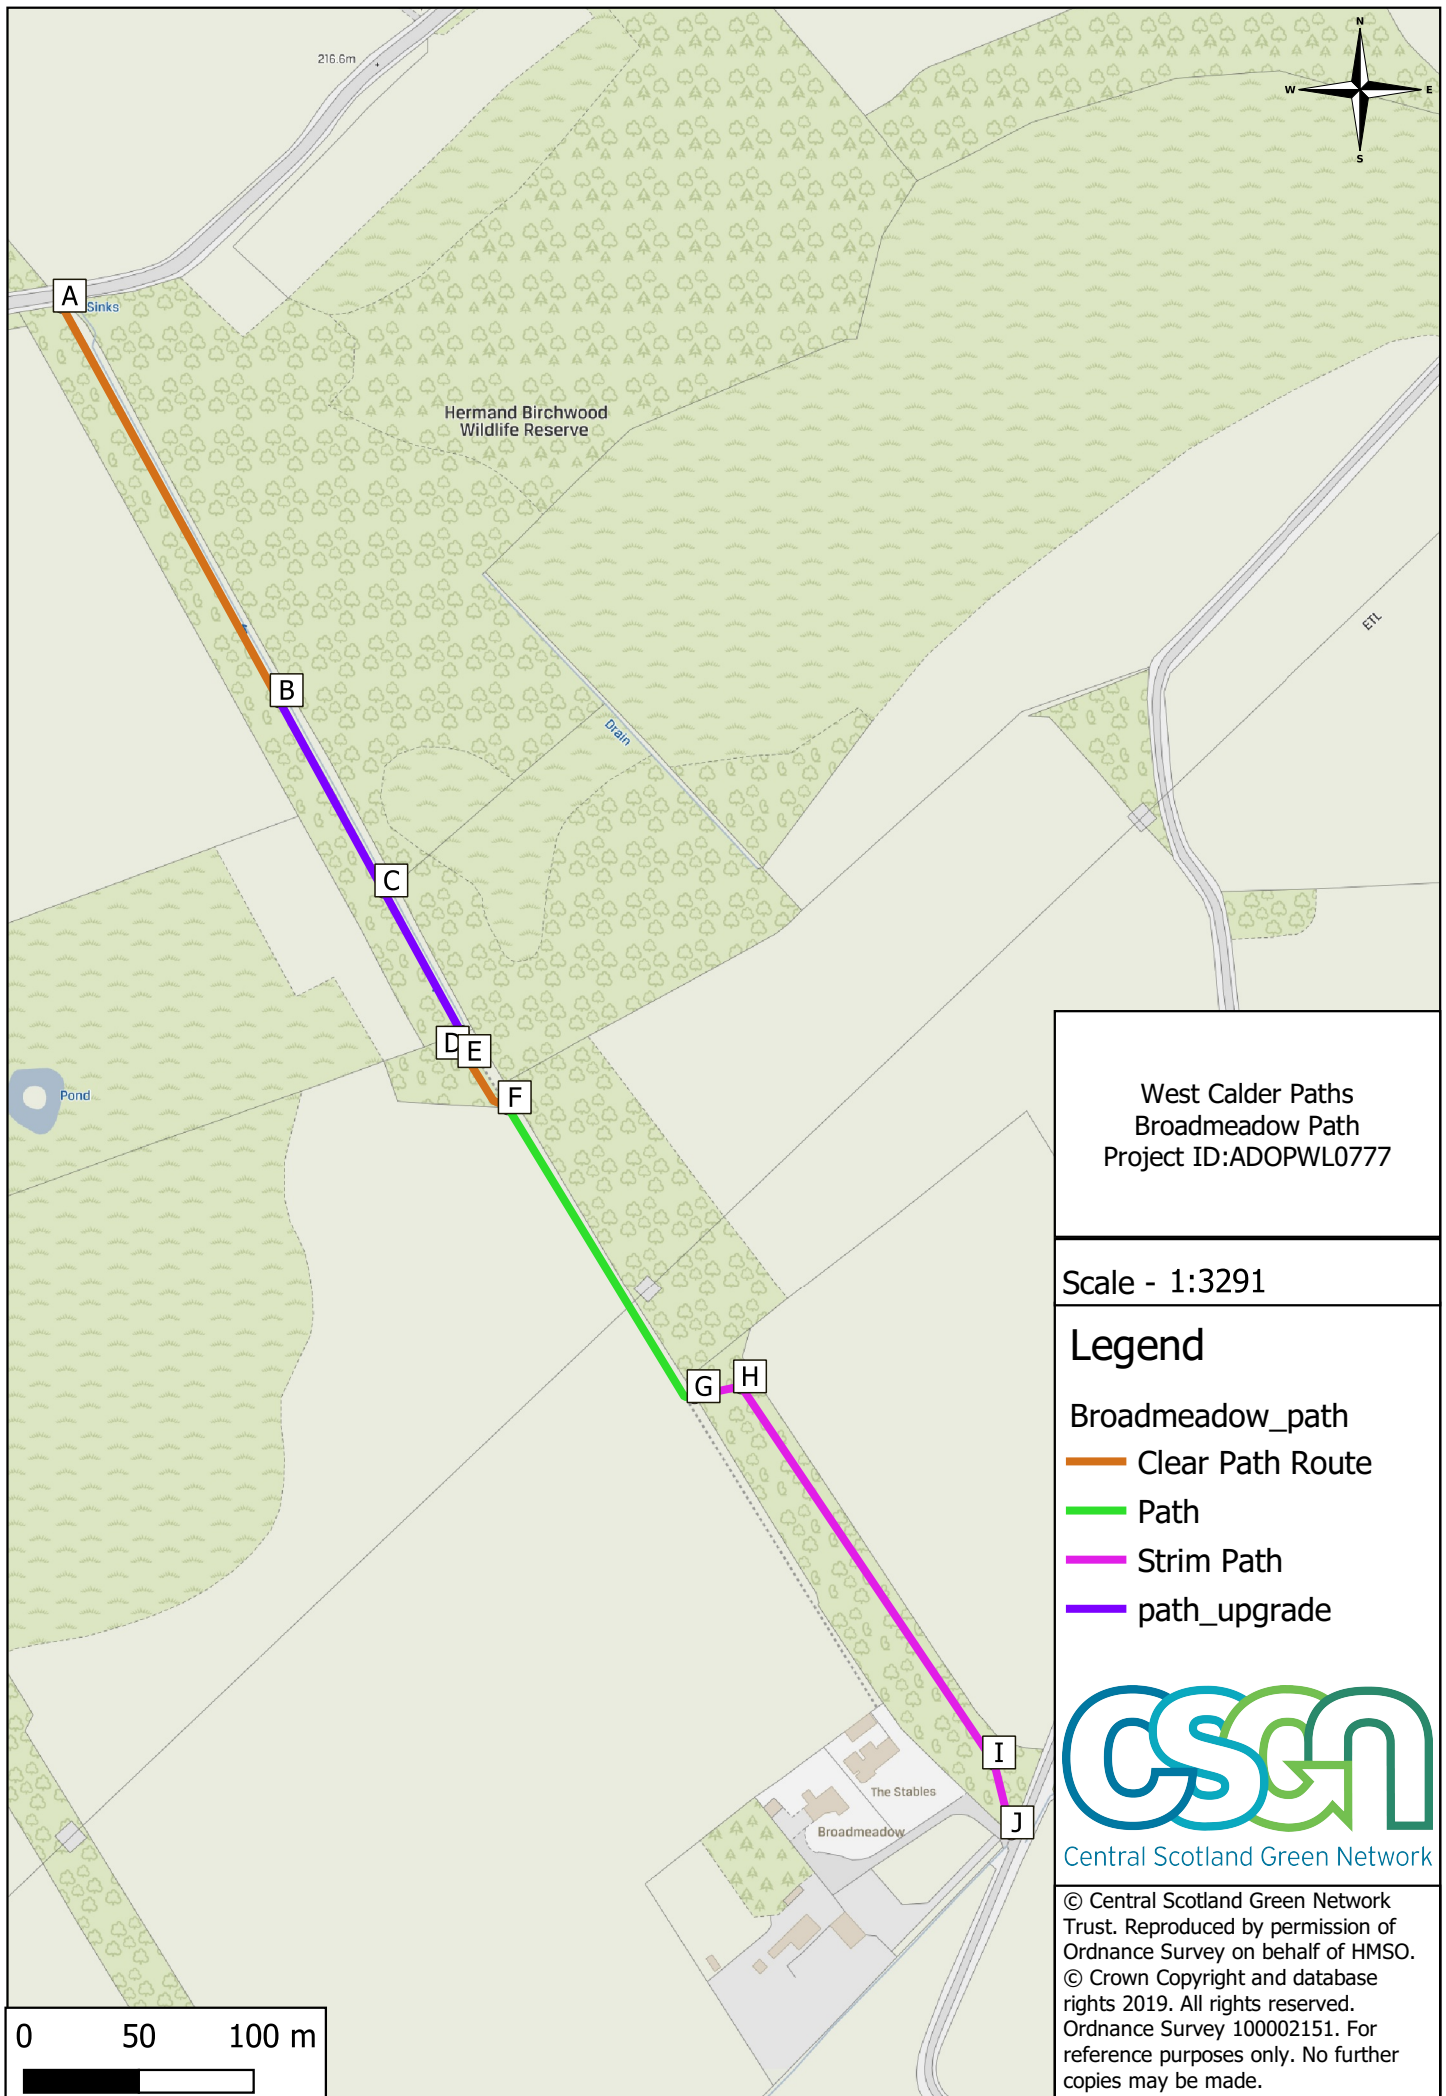 216.6m
N
W
E
S
A
Sinks
Hermand Birchwood
Wildlife Reserve
ETL
B
Drain
C
D
E
Pond
F
G
H
I
The Stables
Broadmeadow
J
West Calder Paths
Broadmeadow Path
Project ID:ADOPWL0777
Scale - 1:3291
Legend
Broadmeadow_path
Clear Path Route
Path
Strim Path
path_upgrade
csgn
Central Scotland Green Network
© Central Scotland Green Network
Trust. Reproduced by permission of
Ordnance Survey on behalf of HMSO.
© Crown Copyright and database
rights 2019. All rights reserved.
Ordnance Survey 100002151. For
reference purposes only. No further
copies may be made.
0 50 100 m